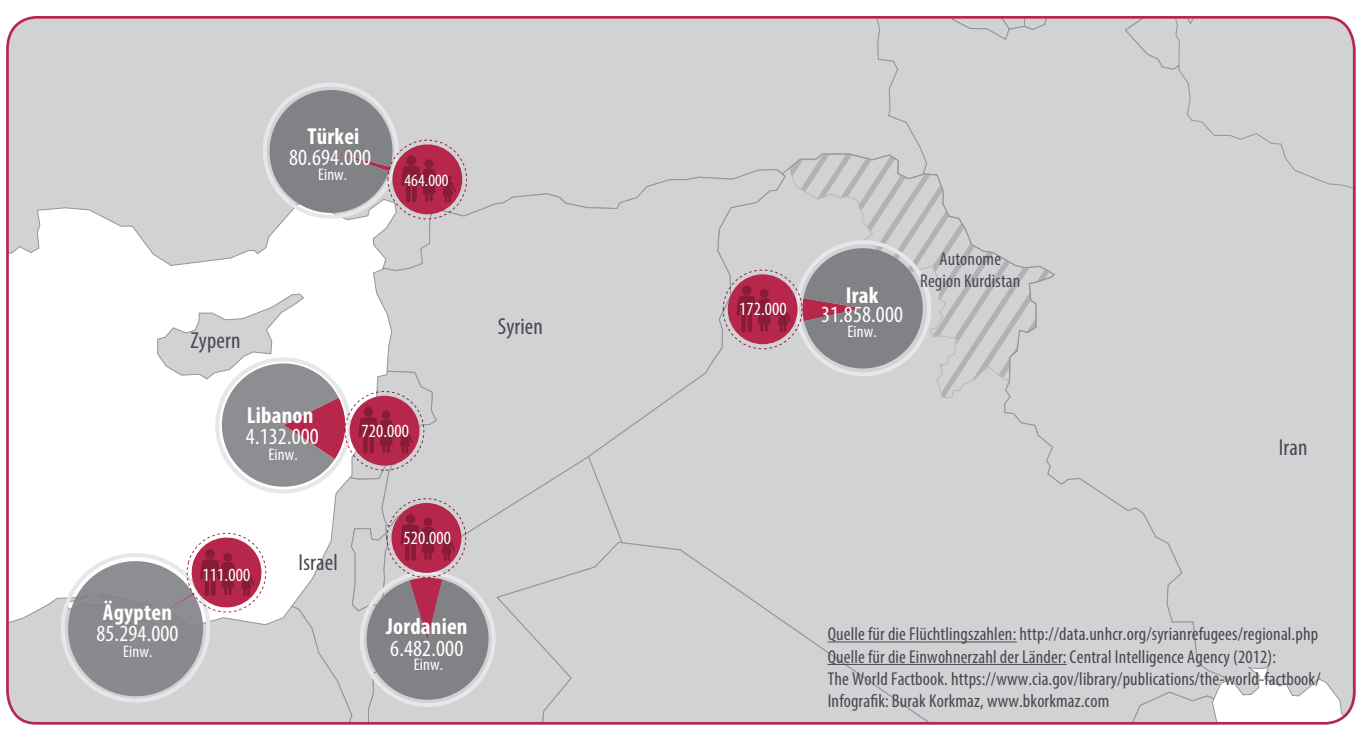 Türkei
80.694.000
Einw.
464.000
Autonome
Region Kurdistan
Irak
31.858.000
Einw.
172.000
Syrien
Zypern
Libanon
4.132.000
Einw.
720.000
Iran
520.000
Israel
111.000
Ägypten
85.294.000
Einw.
Jordanien
6.482.000
Einw.
Quelle für die Flüchtlingszahlen: http://data.unhcr.org/syrianrefugees/regional.php
Quelle für die Einwohnerzahl der Länder: Central Intelligence Agency (2012):
The World Factbook. https://www.cia.gov/library/publications/the-world-factbook/
Infografik: Burak Korkmaz, www.bkorkmaz.com